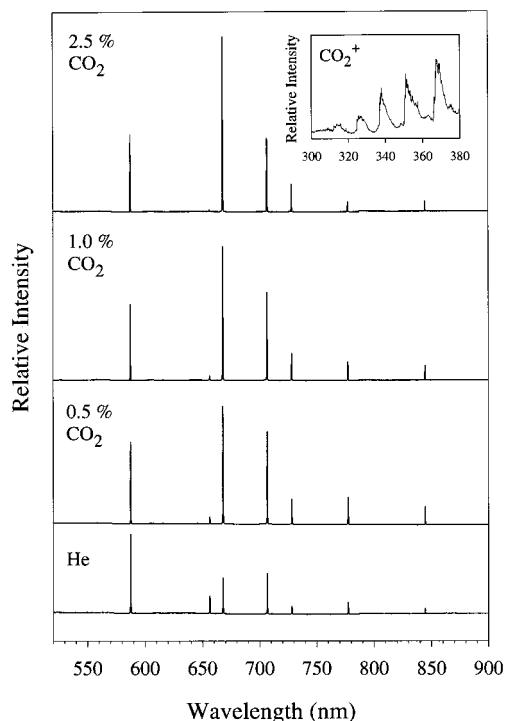 2.5 %
CO2
CO2+
Relative Intensity
300 320 340 360 380
1.0 %
CO2
Relative Intensity
0.5 %
CO2
He
550 600 650 700 750 800 850 900
Wavelength (nm)